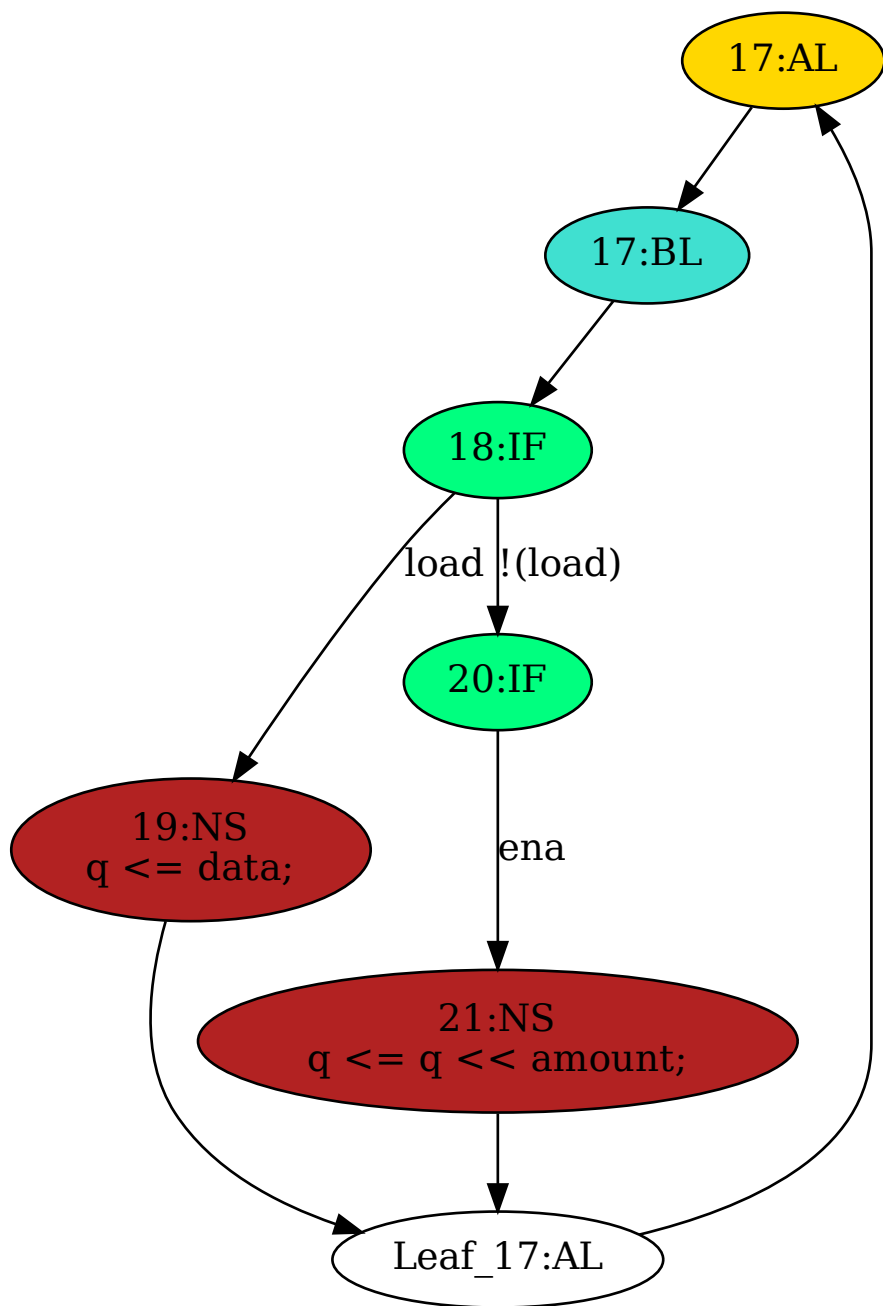 17:AL
17:BL
18:IF
load !(load)
20:IF
19:NS
q <= data;
ena
21:NS
q <= q << amount;
Leaf_17:AL